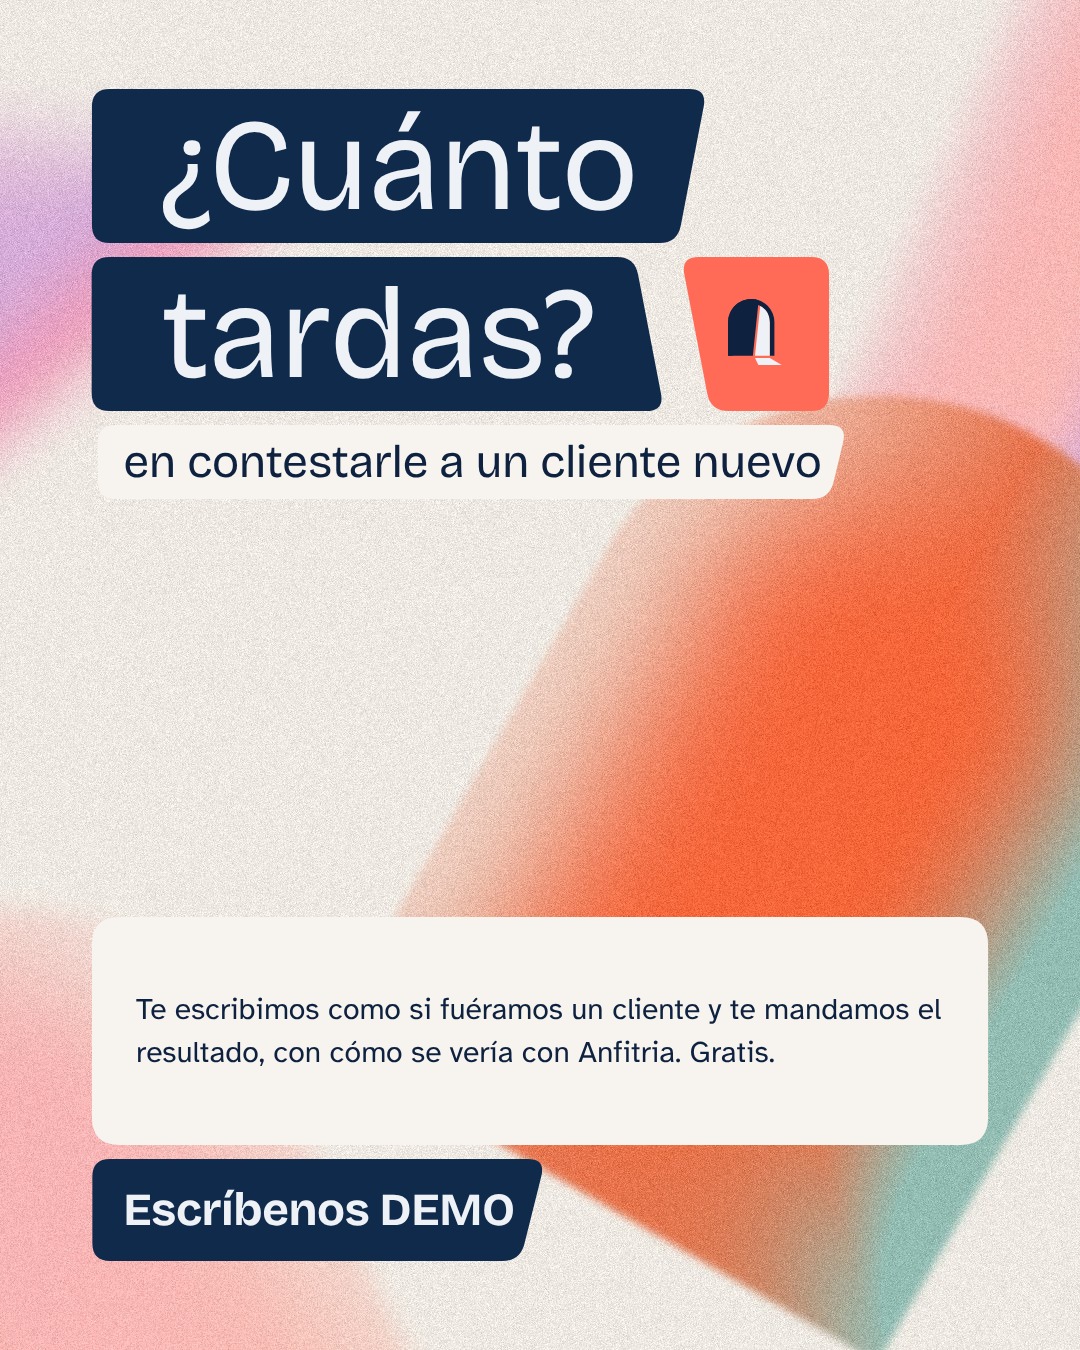 ¿Cuánto
tardas?
en contestarle a un cliente nuevo
Te escribimos como si fuéramos un cliente y te mandamos el
resultado, con cómo se vería con Anfitria. Gratis.
Escríbenos DEMO